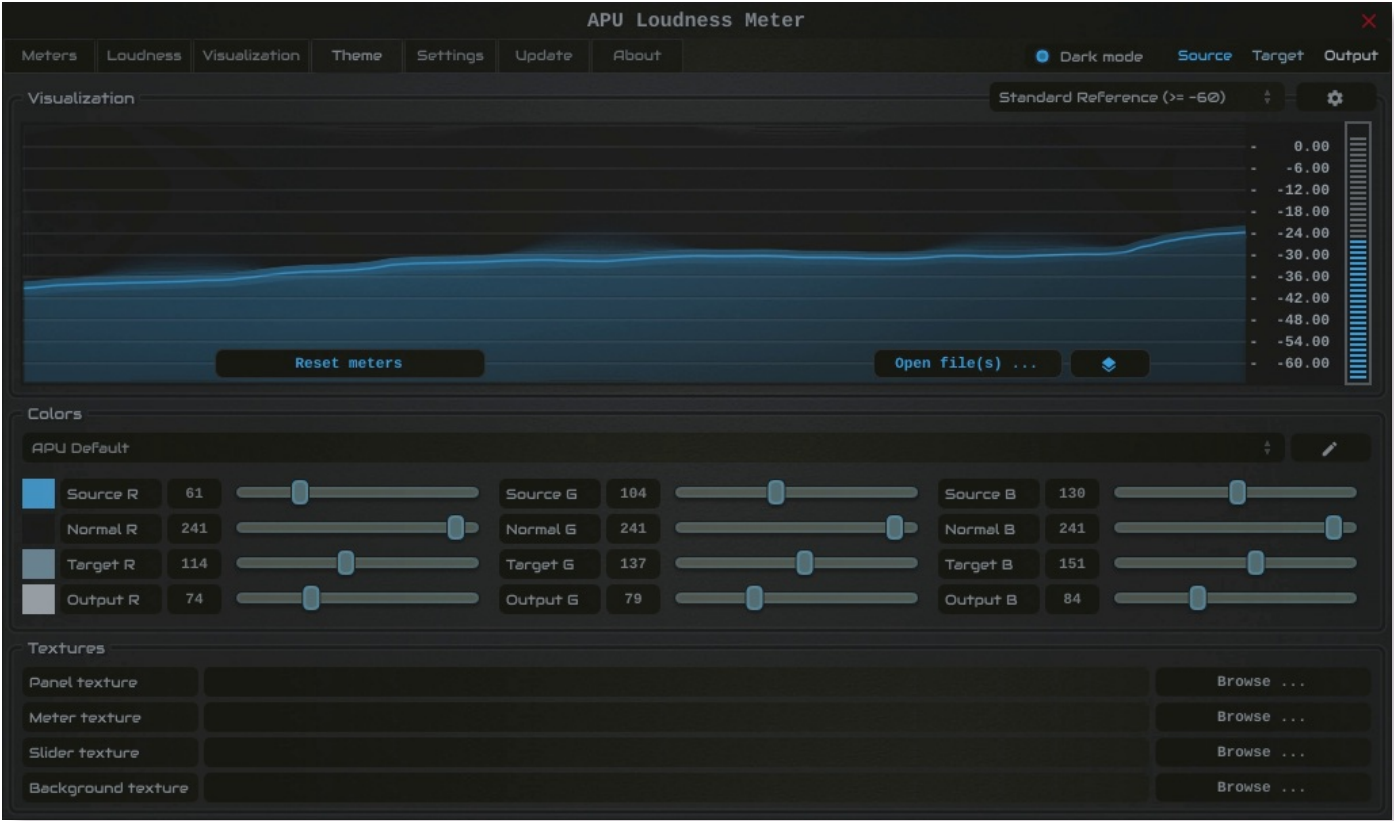 APU Loudness Meter
Meters Loudness Visualization Theme Settings Update About Dark mode Source Target Output
Visualization Standard Reference (>= -60)
- 0.00
- -6.00
- -12.00
- -18.00
- -24.00
- -30.00
- -36.00
- -42.00
- -48.00
- -54.00
Reset meters Open file(s) ... - -60.00
Colors
APU Default
Source R 61 Source G 104 Source B 130
Normal R 241 Normal G 241 Normal B 241
Target R 114 Target G 137 Target B 151
Output R 74 Output G 79 Output B 84
Textures
Panel texture Browse ...
Meter texture Browse ...
Slider texture Browse ...
Background texture Browse ...